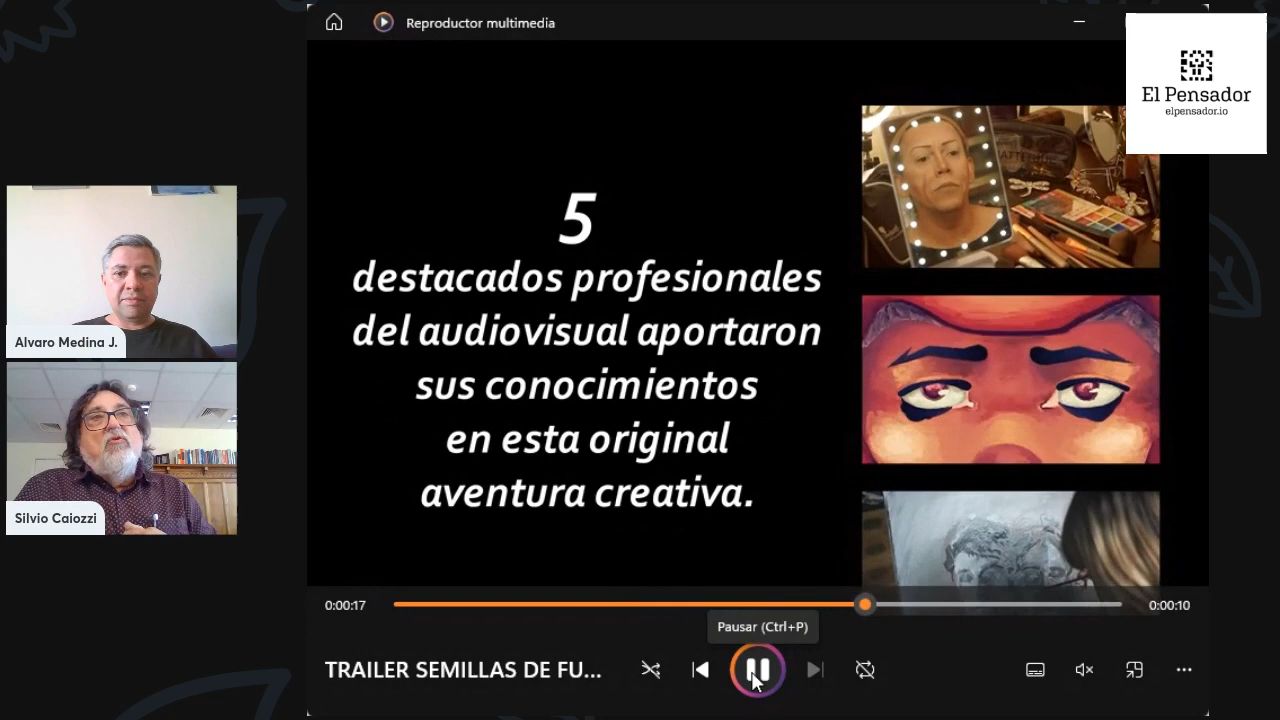 Reproductor multimedia
El Pensador
elpensador.io
5
destacados profesionales
del audiovisual aportaron
sus conocimientos
en esta original
aventura creativa.
Alvaro Medina J.
Silvio Caiozzi
0:00:17
0:00:10
Pausar (Ctrl+P)
TRAILER SEMILLAS DE FU...